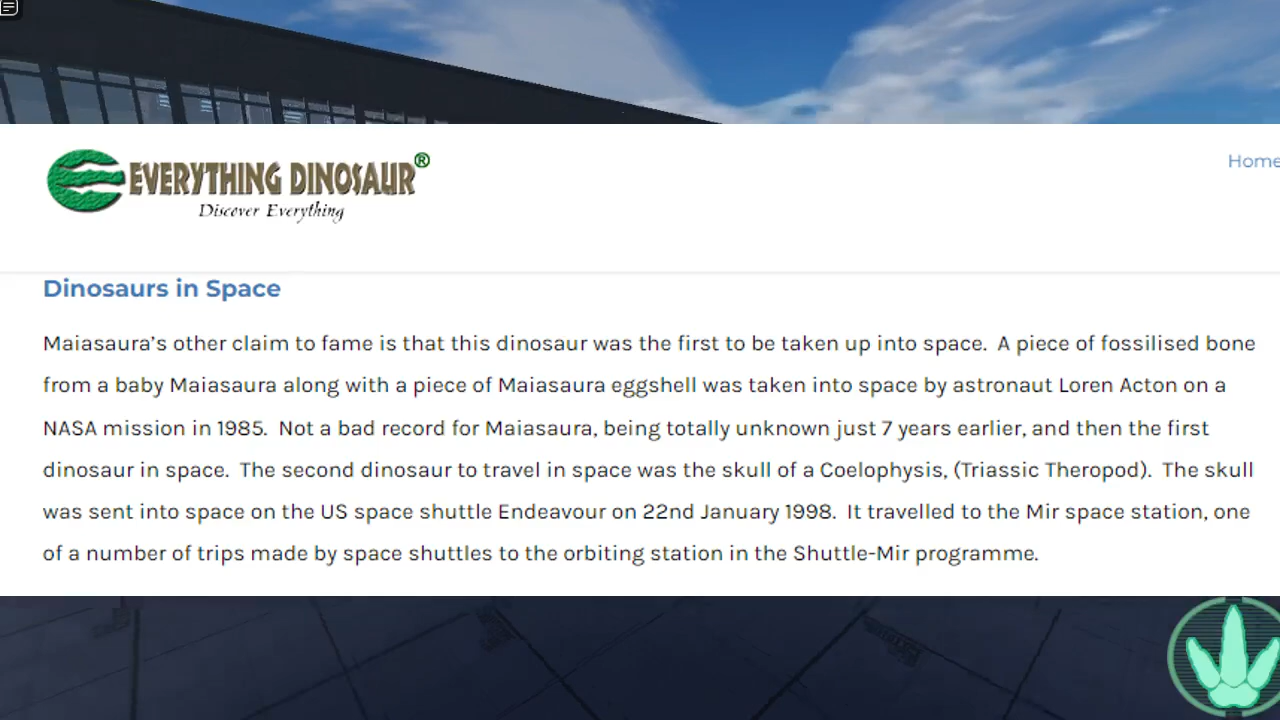 EVERYTHING DINOSAUR®
Discover Everything
Home
Dinosaurs in Space
Maiasaura’s other claim to fame is that this dinosaur was the first to be taken up into space.  A piece of fossilised bone
from a baby Maiasaura along with a piece of Maiasaura eggshell was taken into space by astronaut Loren Acton on a
NASA mission in 1985.  Not a bad record for Maiasaura, being totally unknown just 7 years earlier, and then the first
dinosaur in space.  The second dinosaur to travel in space was the skull of a Coelophysis, (Triassic Theropod).  The skull
was sent into space on the US space shuttle Endeavour on 22nd January 1998.  It travelled to the Mir space station, one
of a number of trips made by space shuttles to the orbiting station in the Shuttle-Mir programme.